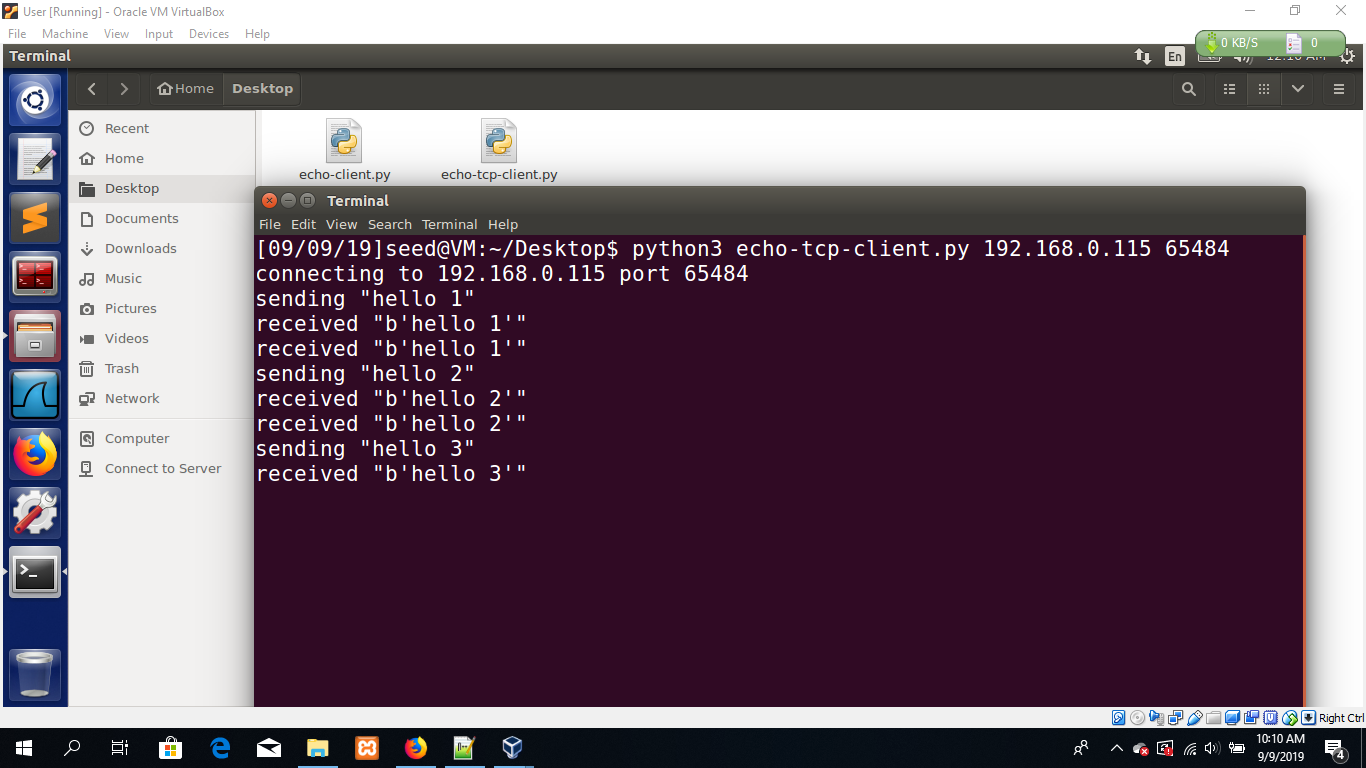 User [Running] - Oracle VM VirtualBox
File Machine View Input Devices Help
Terminal
En
0 KB/S 0
Home Desktop
Recent
Home
Desktop
Documents
Downloads
Music
Pictures
Videos
Trash
Network
Computer
Connect to Server
echo-client.py echo-tcp-client.py
Terminal
File Edit View Search Terminal Help
[09/09/19]seed@VM:~/Desktop$ python3 echo-tcp-client.py 192.168.0.115 65484
connecting to 192.168.0.115 port 65484
sending "hello 1"
received "b'hello 1'"
received "b'hello 1'"
sending "hello 2"
received "b'hello 2'"
received "b'hello 2'"
sending "hello 3"
received "b'hello 3'"
Right Ctrl
10:10 AM
9/9/2019
4